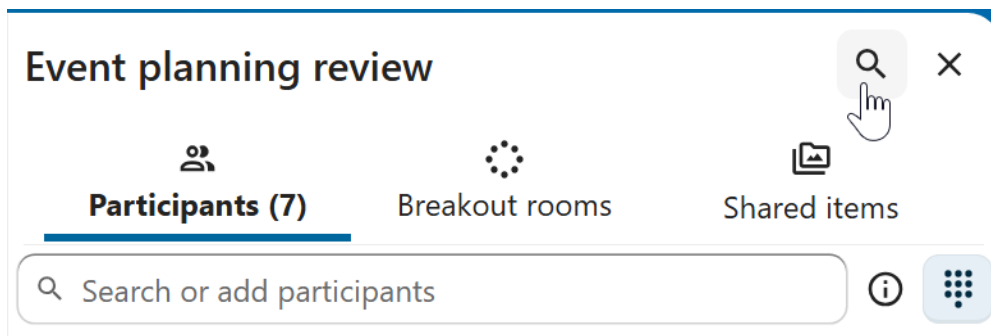 Event planning review
Participants (7)
Breakout rooms
Shared items
Search or add participants